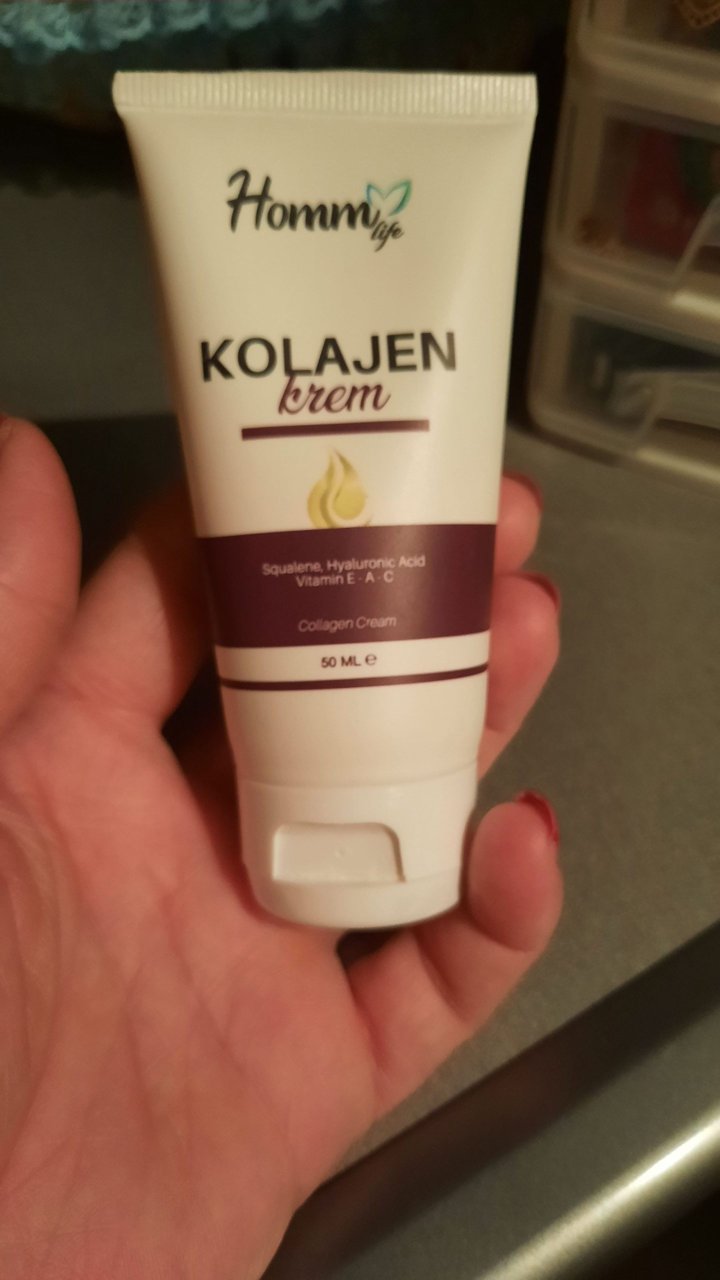 Homm
life
KOLAJEN
krem
Squalene, Hyaluronic Acid
Vitamin E - A - C
Collagen Cream
50 ML ℮